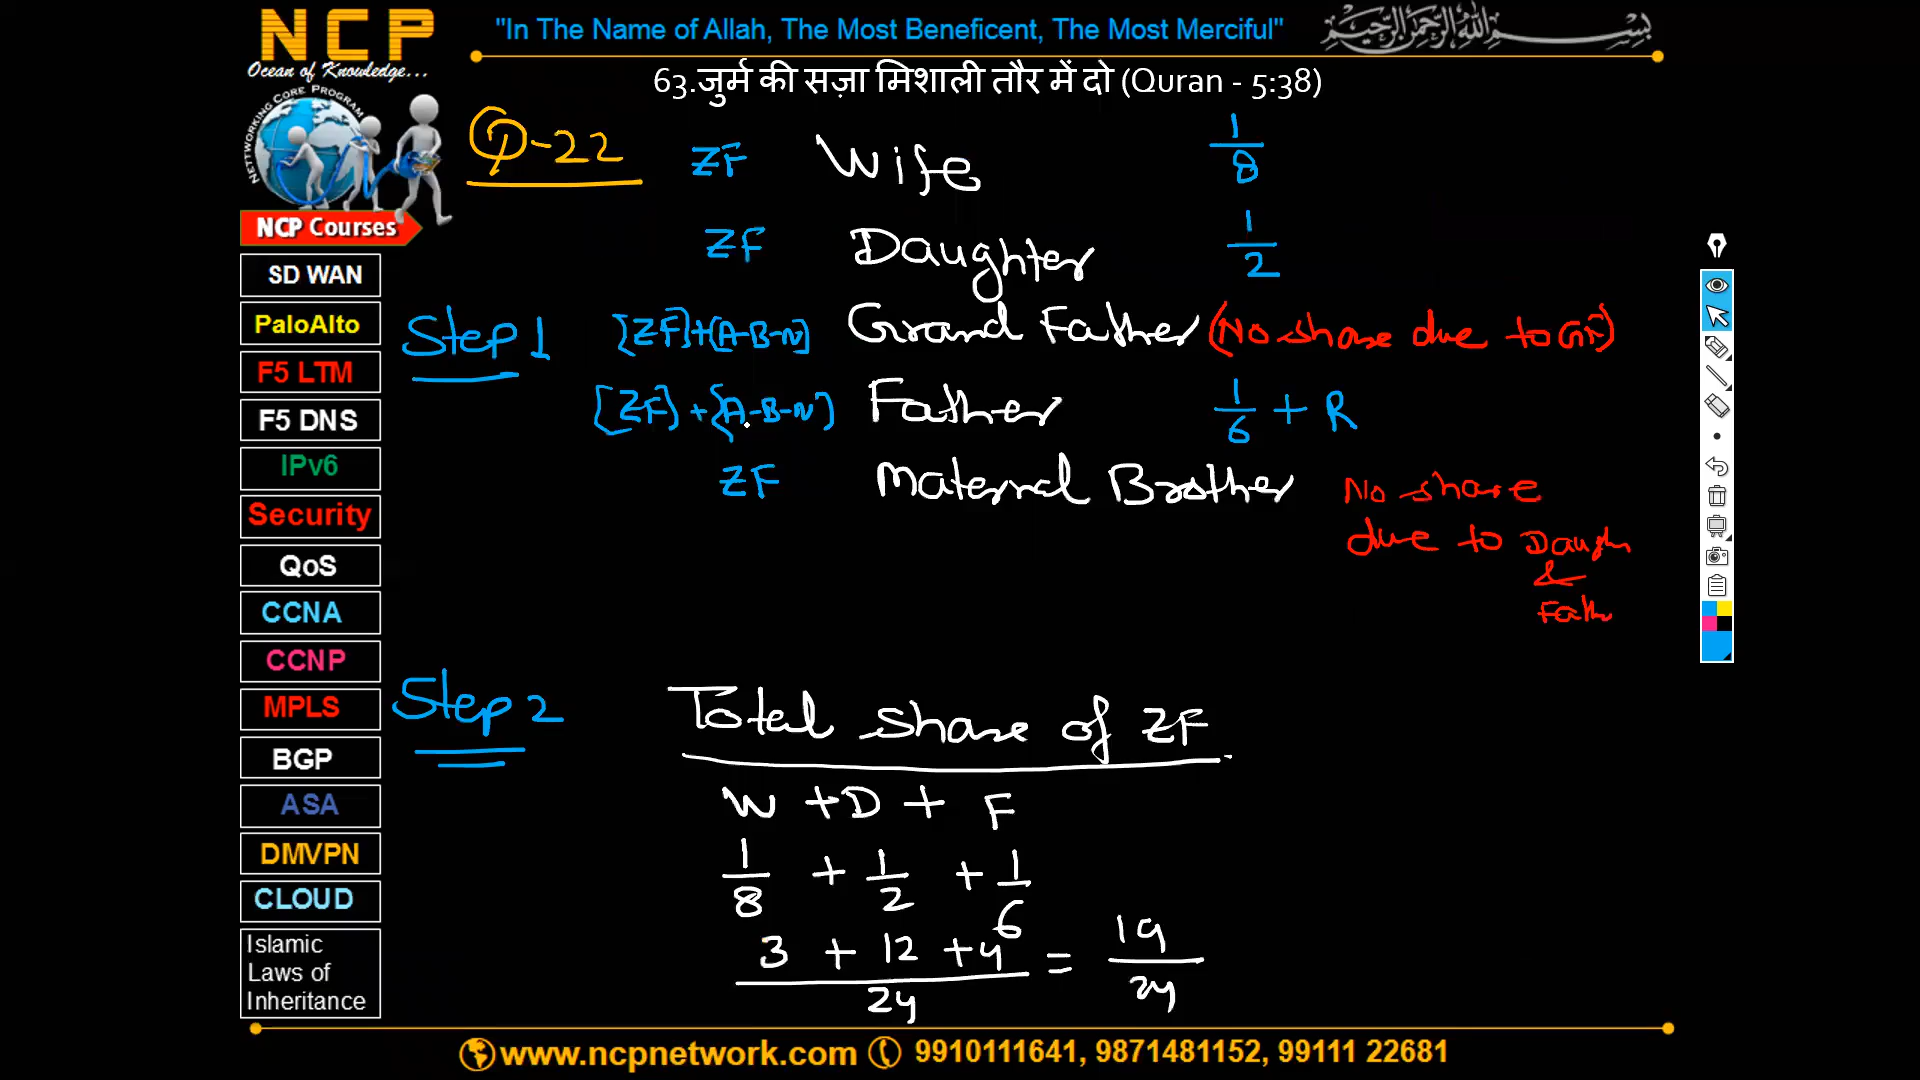 NCP
Ocean of Knowledge...
"In The Name of Allah, The Most Beneficent, The Most Merciful"
بسم الله الرحمن الرحيم
63.जुर्म की सज़ा मिशाली तौर में दो (Quran - 5:38)
NETWORKING CORE PROGRAM
NCP Courses
SD WAN
PaloAlto
F5 LTM
F5 DNS
IPv6
Security
QoS
CCNA
CCNP
MPLS
BGP
ASA
DMVPN
CLOUD
Islamic
Laws of
Inheritance
Q-22
ZF Wife 1/8
ZF Daughter 1/2
Step 1
[ZF]+[A-B-N] Grand Father (No share due to
[ZF]+[A-B-N] Father 1/6 + R
ZF Maternal Brother No share
due to Daugh
&
Fath
Step 2
Total share of ZF
W + D + F
1/8 + 1/2 + 1/6
3 + 12 + 4 / 24 = 19/24
www.ncpnetwork.com 9910111641, 9871481152, 99111 22681